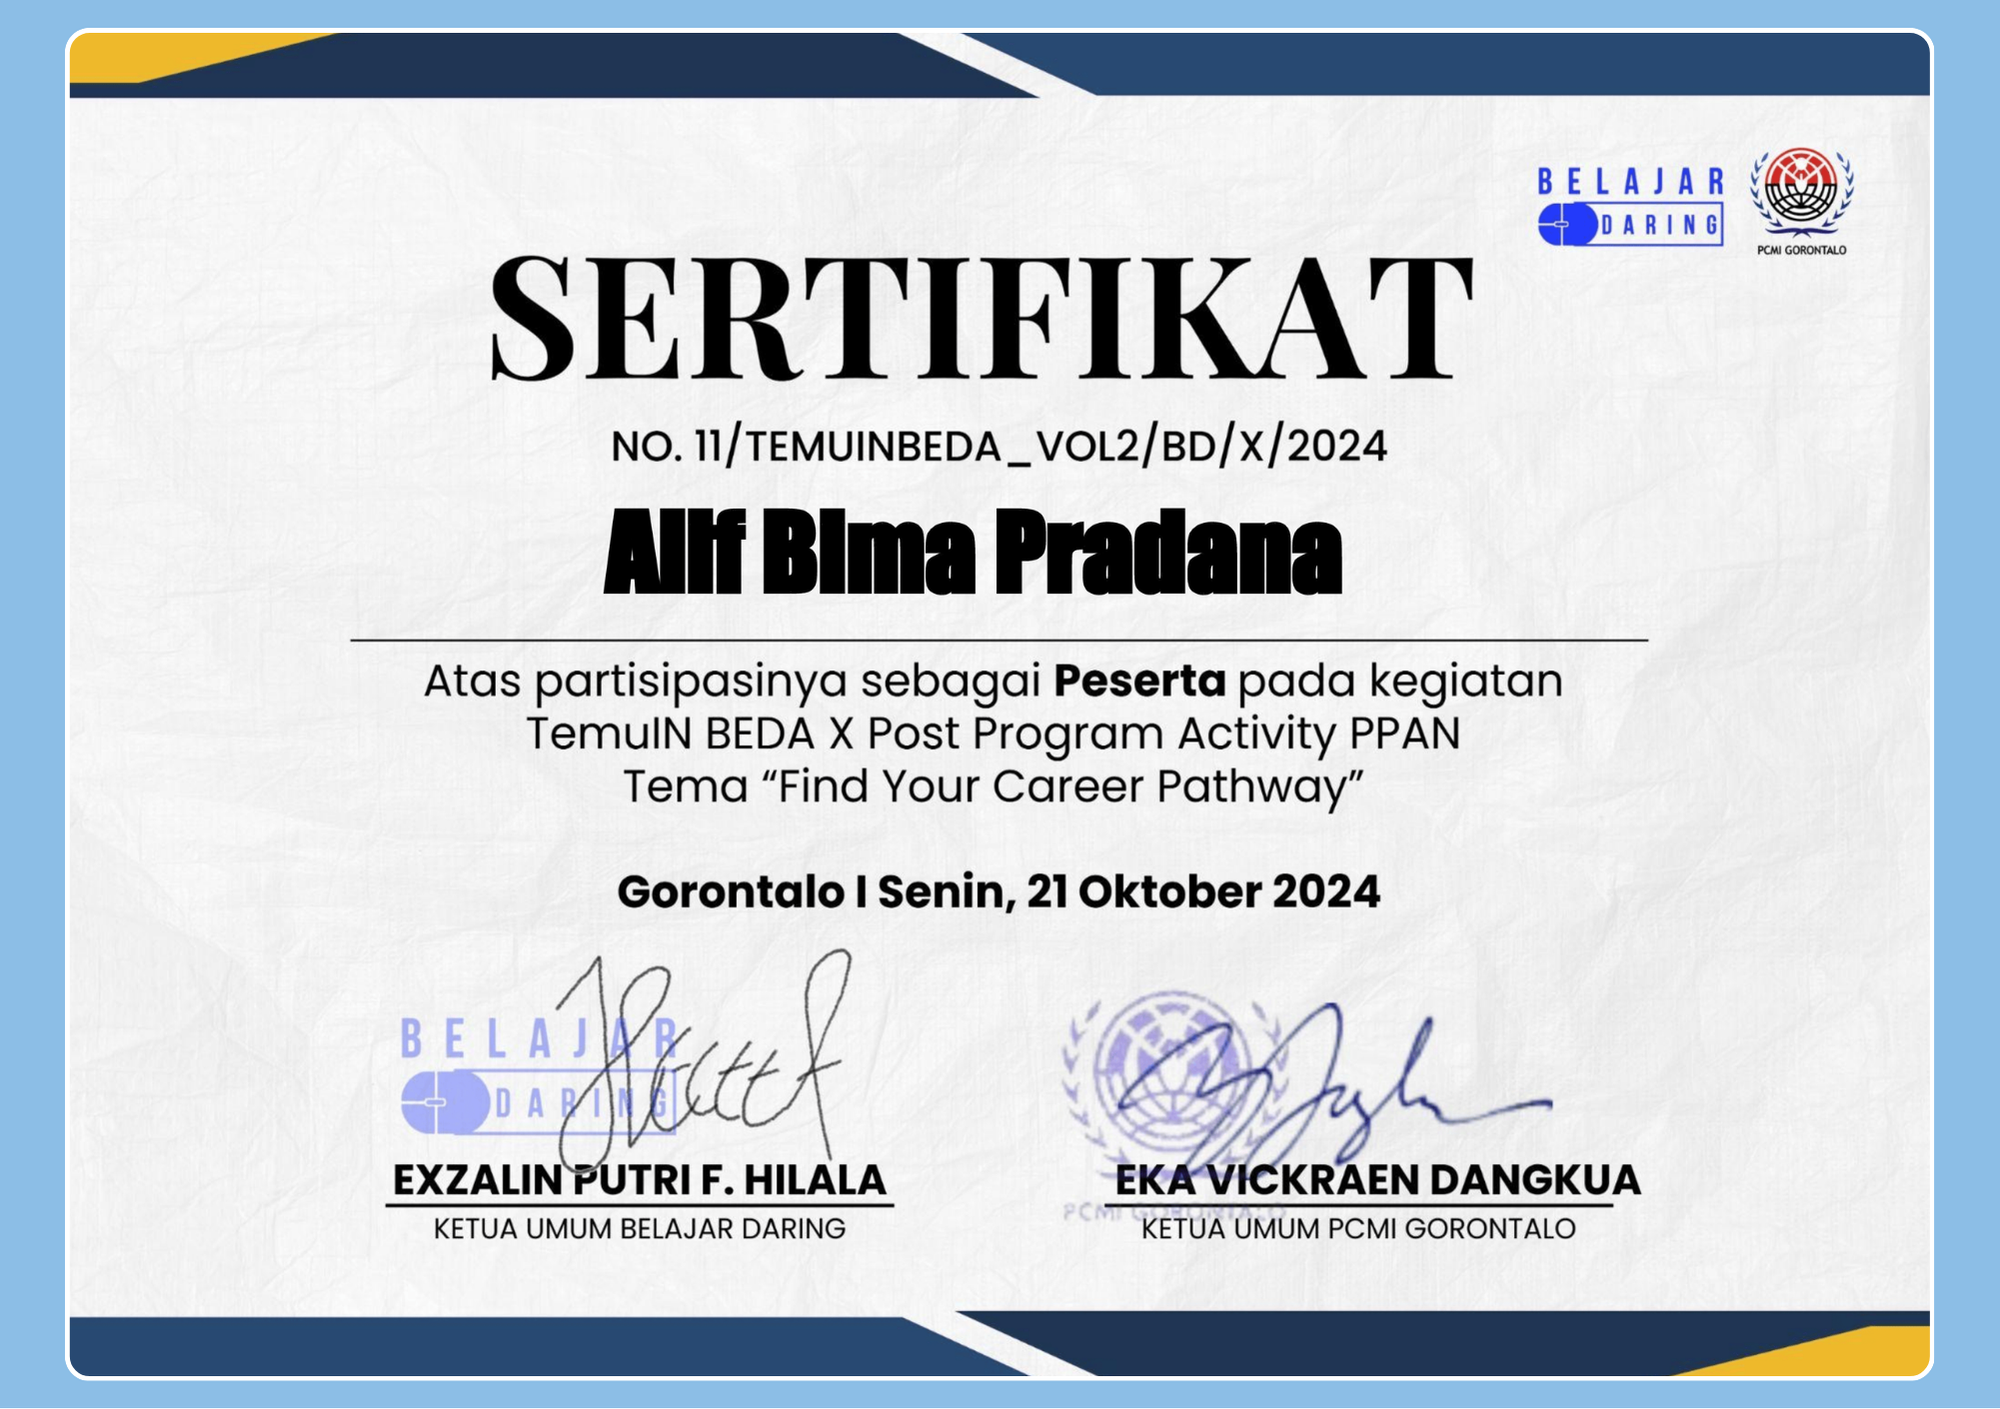 BELAJAR
DARING
PCMI GORONTALO
SERTIFIKAT
NO. 11/TEMUINBEDA_VOL2/BD/X/2024
Alif Bima Pradana
Atas partisipasinya sebagai Peserta pada kegiatan
TemuIN BEDA X Post Program Activity PPAN
Tema “Find Your Career Pathway”
Gorontalo I Senin, 21 Oktober 2024
BELAJAR
DARING
EXZALIN PUTRI F. HILALA
KETUA UMUM BELAJAR DARING
EKA VICKRAEN DANGKUA
PCMI GORONTALO
KETUA UMUM PCMI GORONTALO